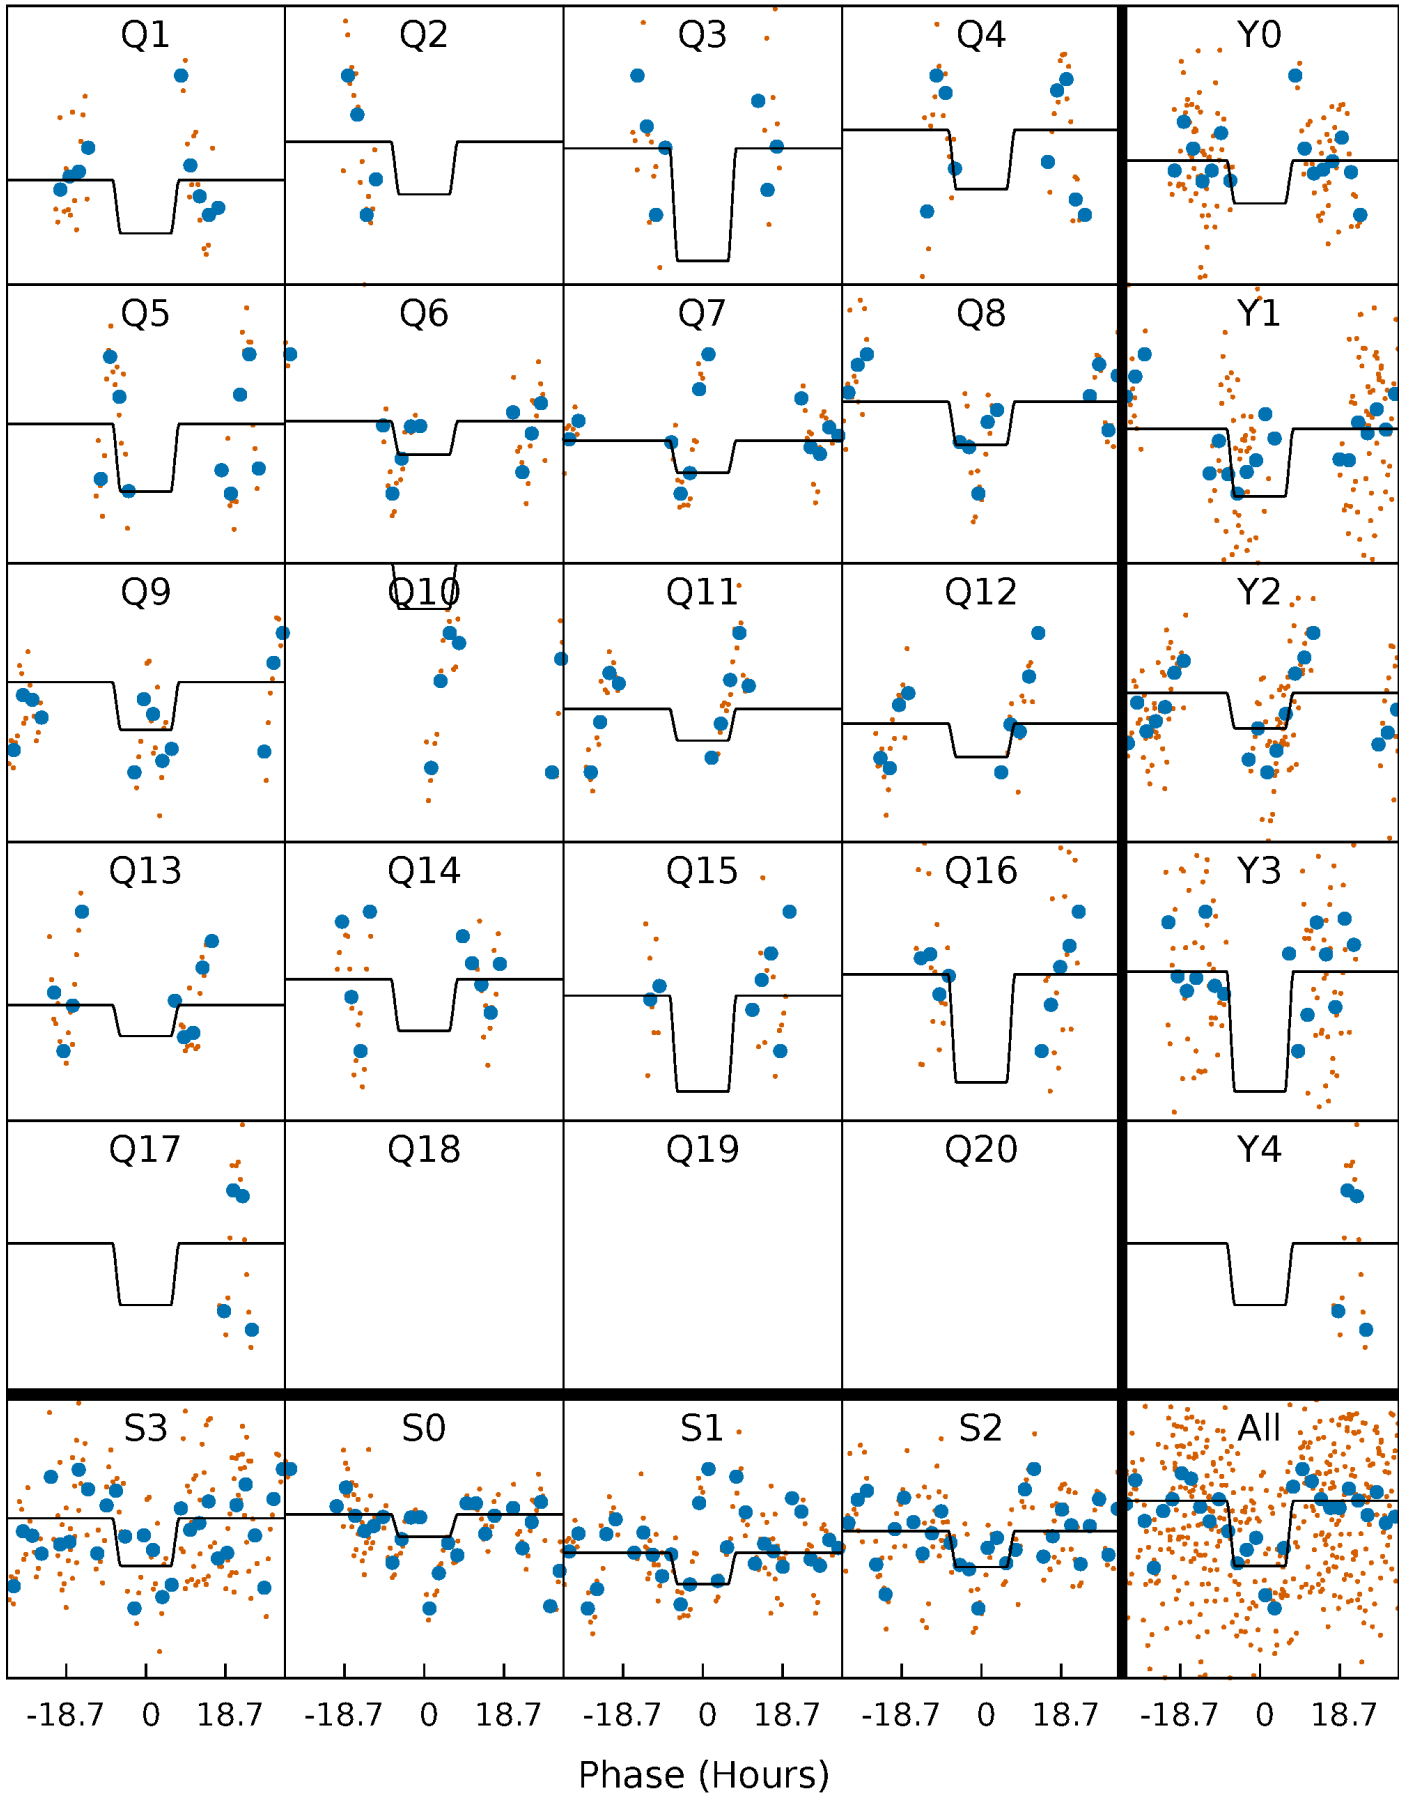 Q1 Q2 Q3 Q4 Y0
Q5 Q6 Q7 Q8 Y1
Q9 Q10 Q11 Q12 Y2
Q13 Q14 Q15 Q16 Y3
Q17 Q18 Q19 Q20 Y4
S3 S0 S1 S2 All
-18.7 0 18.7 -18.7 0 18.7 -18.7 0 18.7 -18.7 0 18.7 -18.7 0 18.7
Phase (Hours)